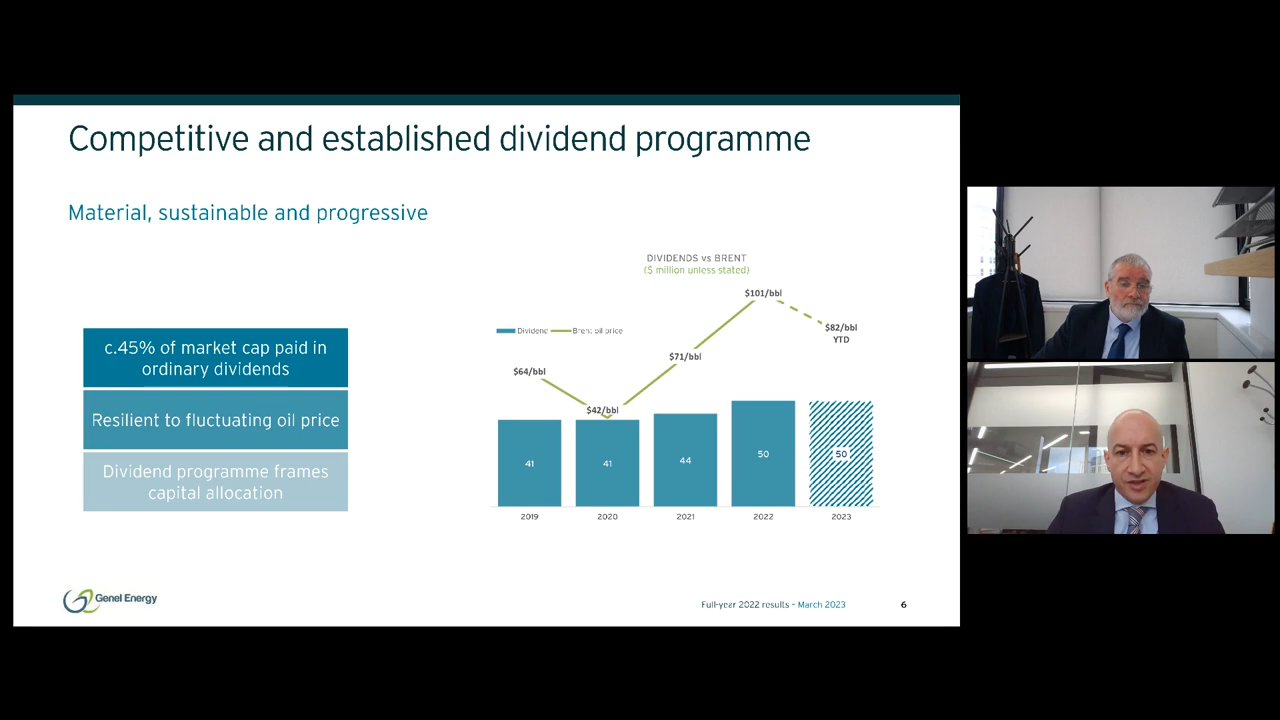 Competitive and established dividend programme
Material, sustainable and progressive
c.45% of market cap paid in
ordinary dividends
Resilient to fluctuating oil price
Dividend programme frames
capital allocation
DIVIDENDS vs BRENT
($ million unless stated)
Dividend
Brent oil price
$64/bbl
$42/bbl
$71/bbl
$101/bbl
$82/bbl
YTD
41
41
44
50
50
2019
2020
2021
2022
2023
Genel Energy
Full-year 2022 results – March 2023
6